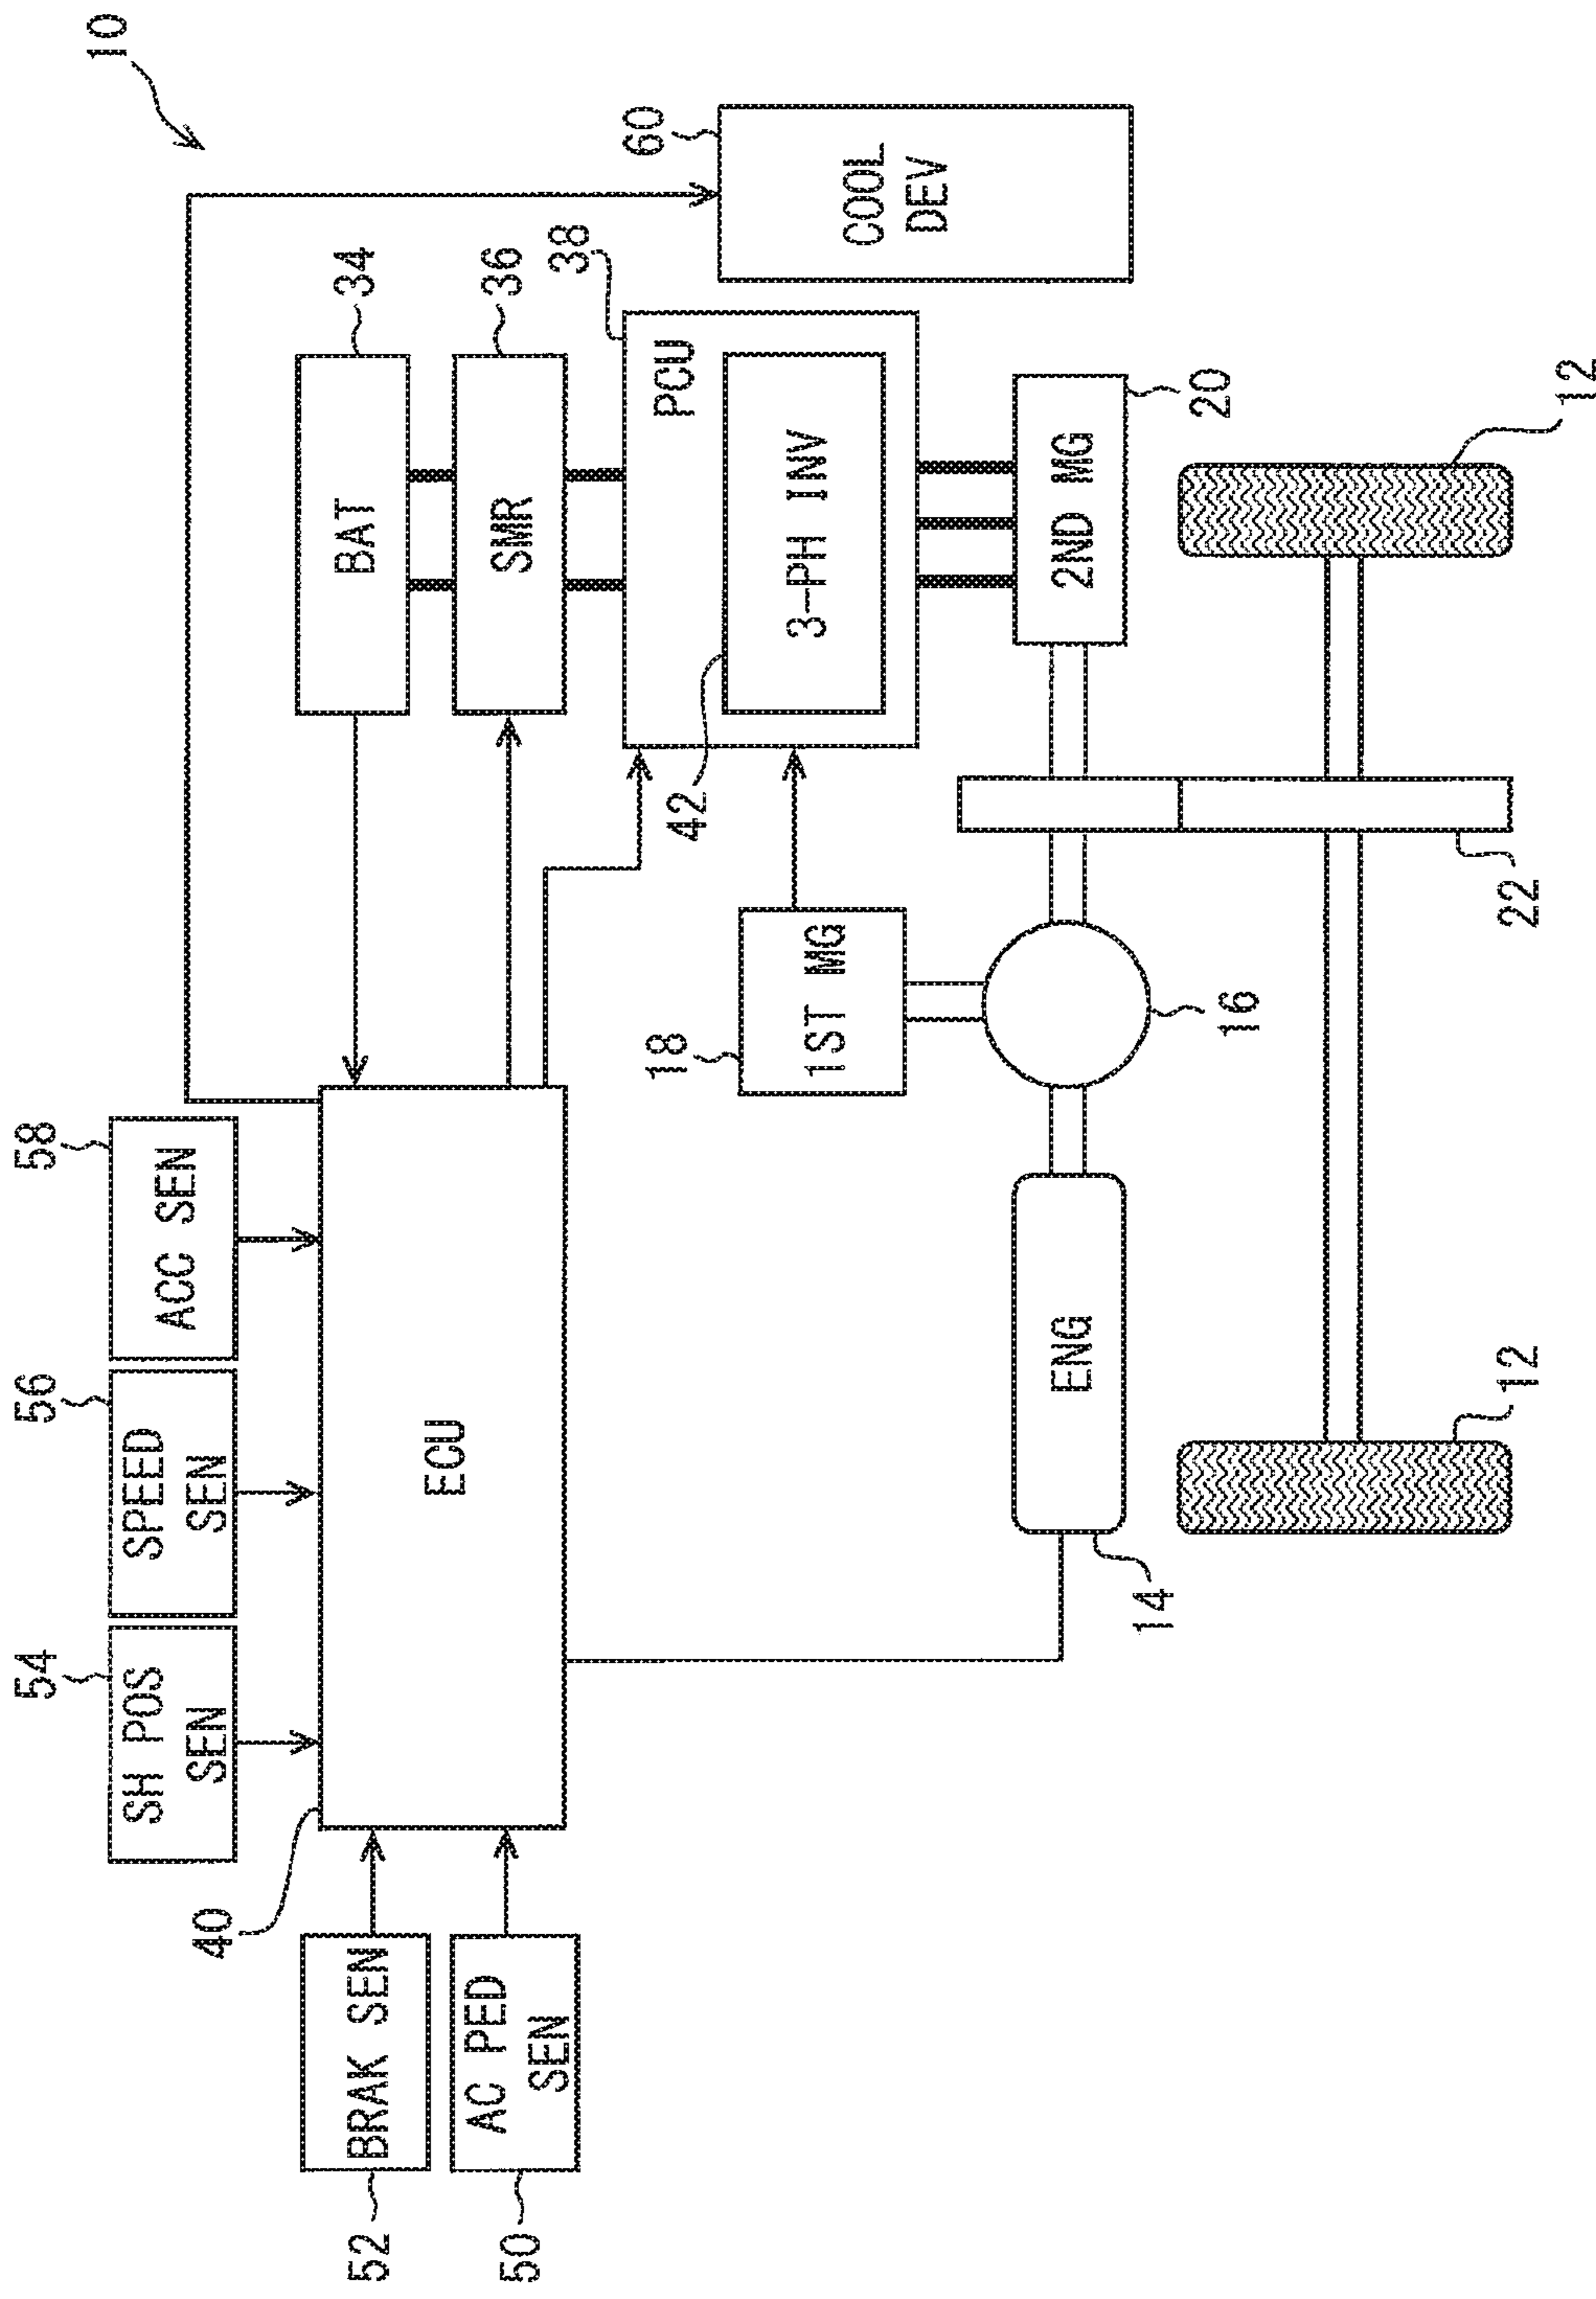 10
58
56
54
ACC SEN
SPEED
SEN
SH POS
SEN
40
ECU
52
BRAK SEN
50
AC PED
SEN
34
BAT
36
SMR
38
PCU
42
3-PH INV
60
COOL
DEV
18
1ST MG
20
2ND MG
16
14
ENG
22
12
12